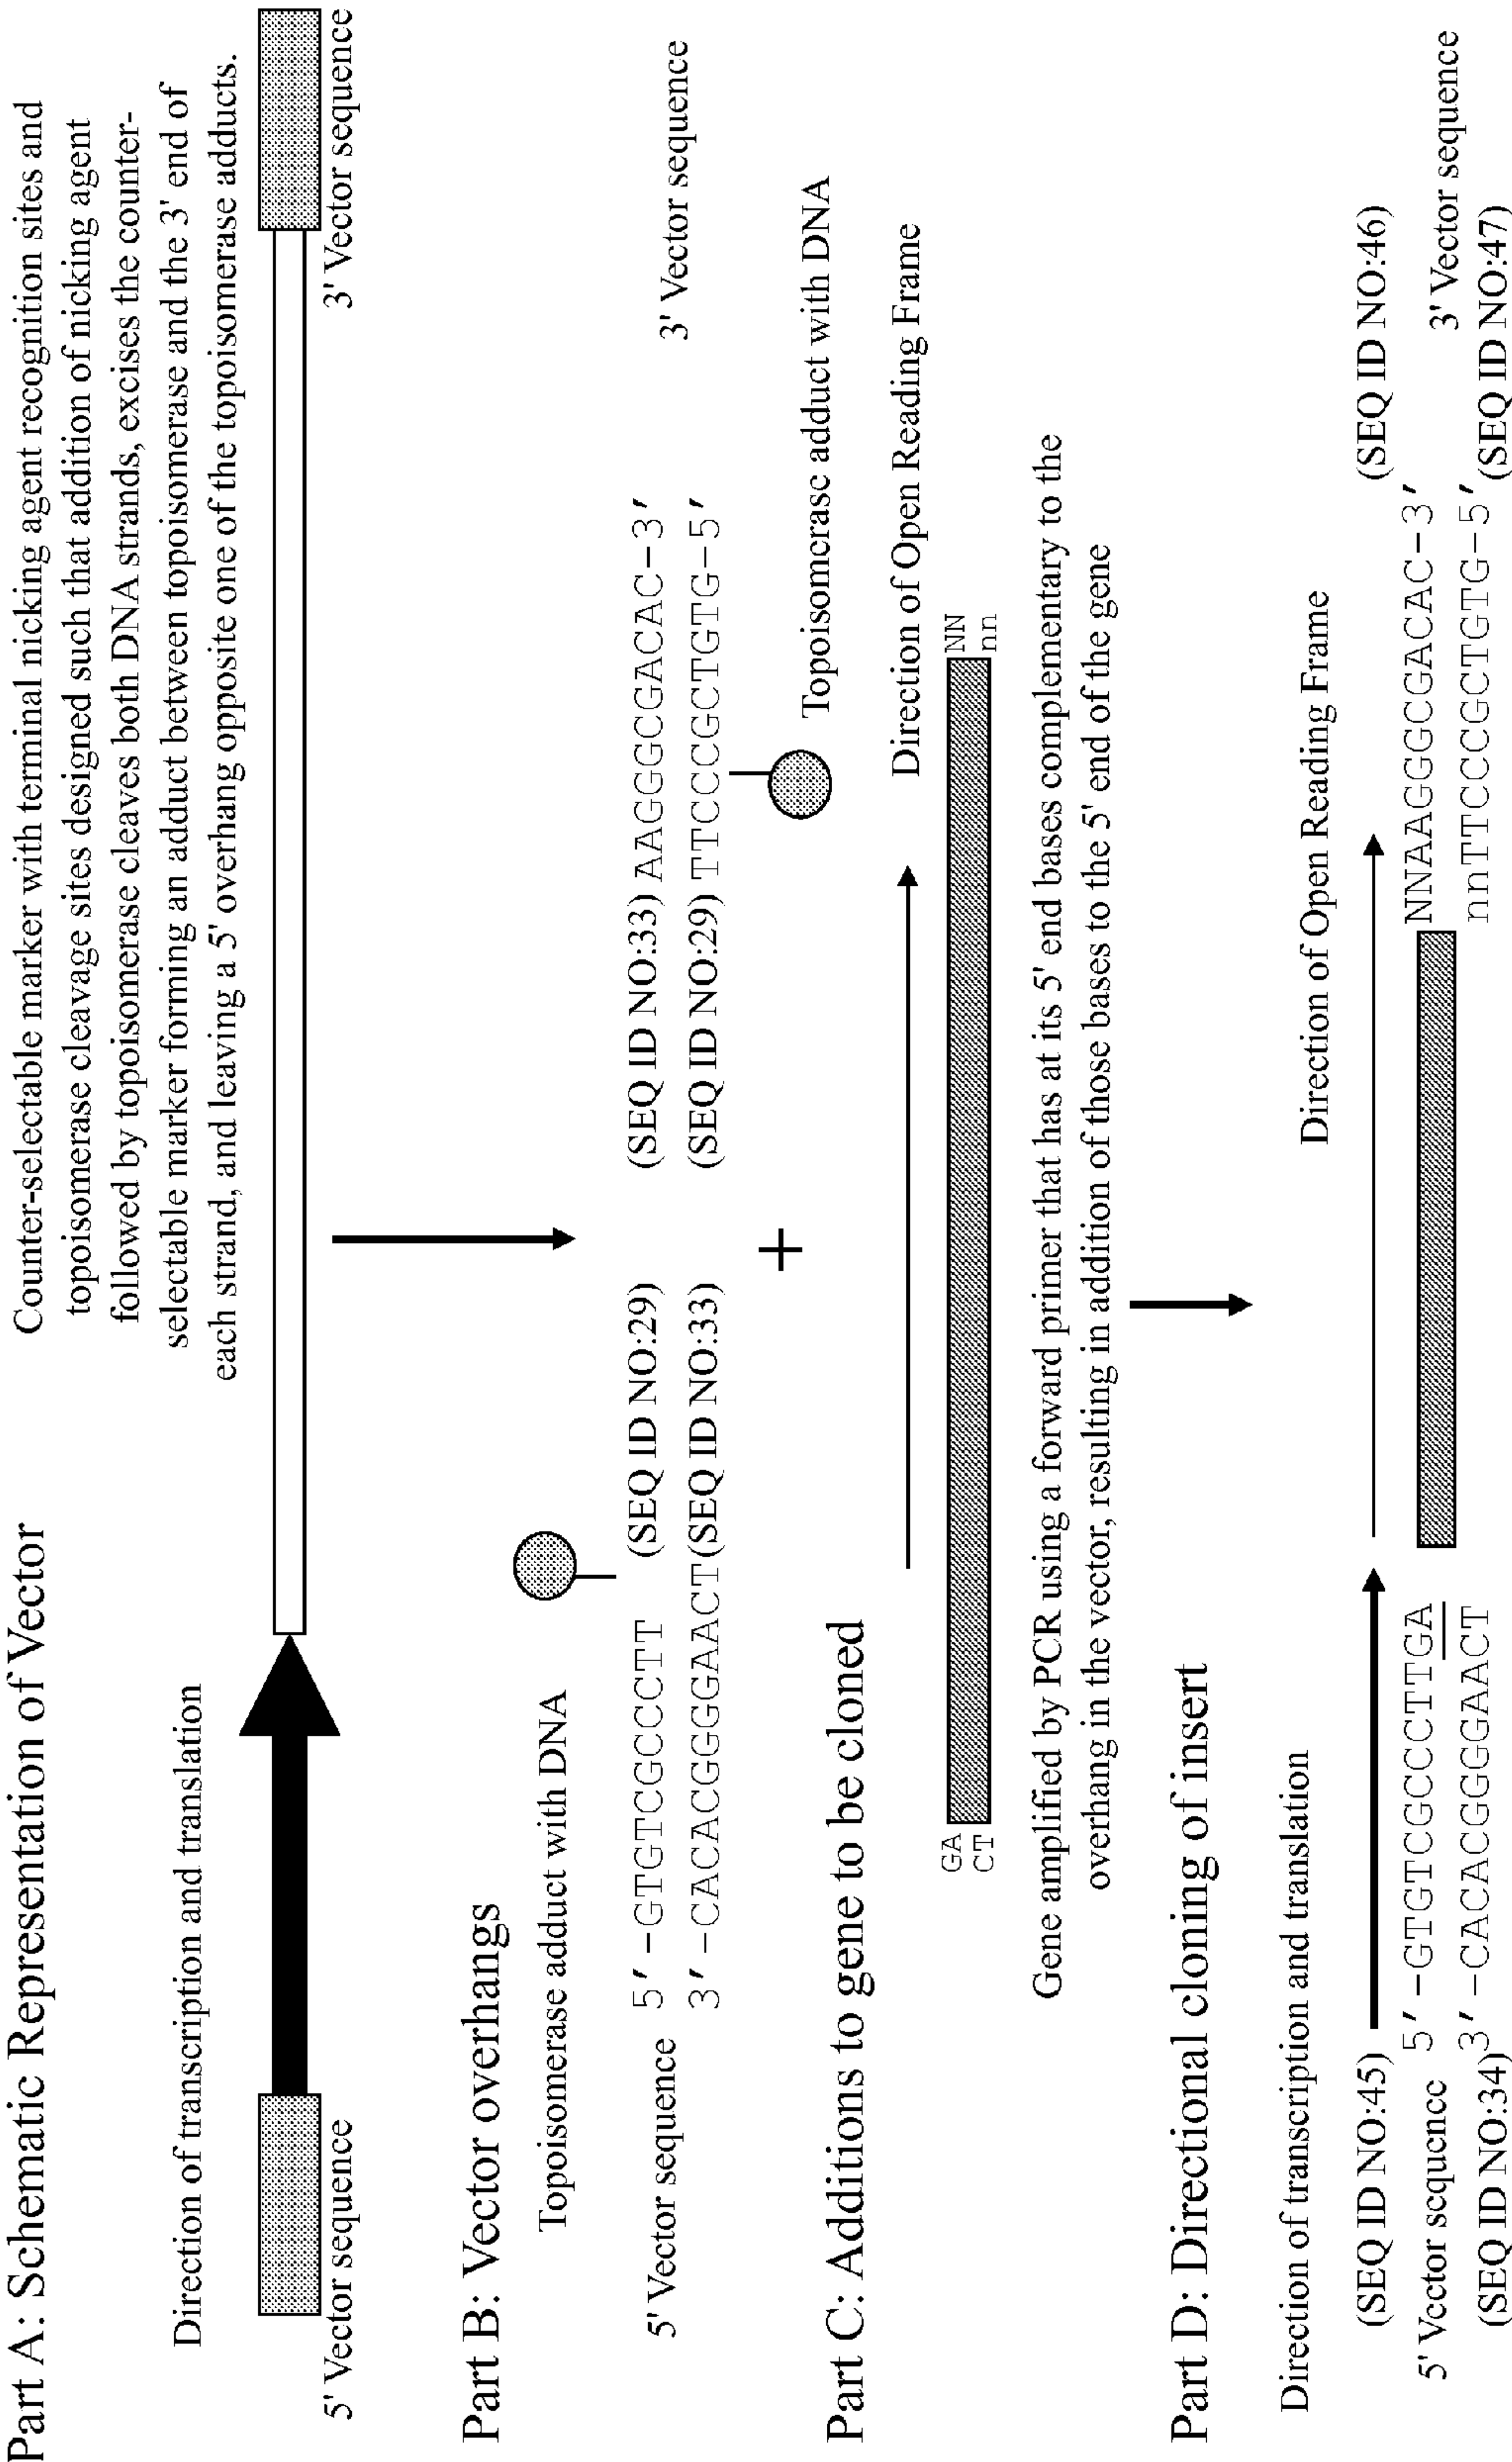 Part A: Schematic Representation of Vector
Counter-selectable marker with terminal nicking agent recognition sites and
topoisomerase cleavage sites designed such that addition of nicking agent
followed by topoisomerase cleaves both DNA strands, excises the counter-
selectable marker forming an adduct between topoisomerase and the 3' end of
each strand, and leaving a 5' overhang opposite one of the topoisomerase adducts.
Direction of transcription and translation
5' Vector sequence
3' Vector sequence
Part B: Vector overhangs
Topoisomerase adduct with DNA
5' Vector sequence
5' -GTGTCGCCCTT (SEQ ID NO:29) (SEQ ID NO:33) AAGGGCGACAC-3'
3' -CACACGGGGAACT(SEQ ID NO:33) (SEQ ID NO:29) TTCCCGCTGTG-5'
3' Vector sequence
Topoisomcrase adduct with DNA
+
Part C: Additions to gene to be cloned
Direction of Open Reading Frame
GA NN
CT nn
Gene amplified by PCR using a forward primer that has at its 5' end bases complementary to the
overhang in the vector, resulting in addition of those bases to the 5' end of the gene
Part D: Directional cloning of insert
Direction of transcription and translation
Direction of Open Reading Frame
(SEQ ID NO:45) (SEQ ID NO:46)
5' -GTGTCGCCCTTGA NNAAGGGCGACAC-3'
5' Vcctor scqucncc 3' Vector sequence
3' -CACACGGGGAACT nnTTCCCGCTGTG-5'
(SEQ ID NO:34) (SEQ ID NO:47)